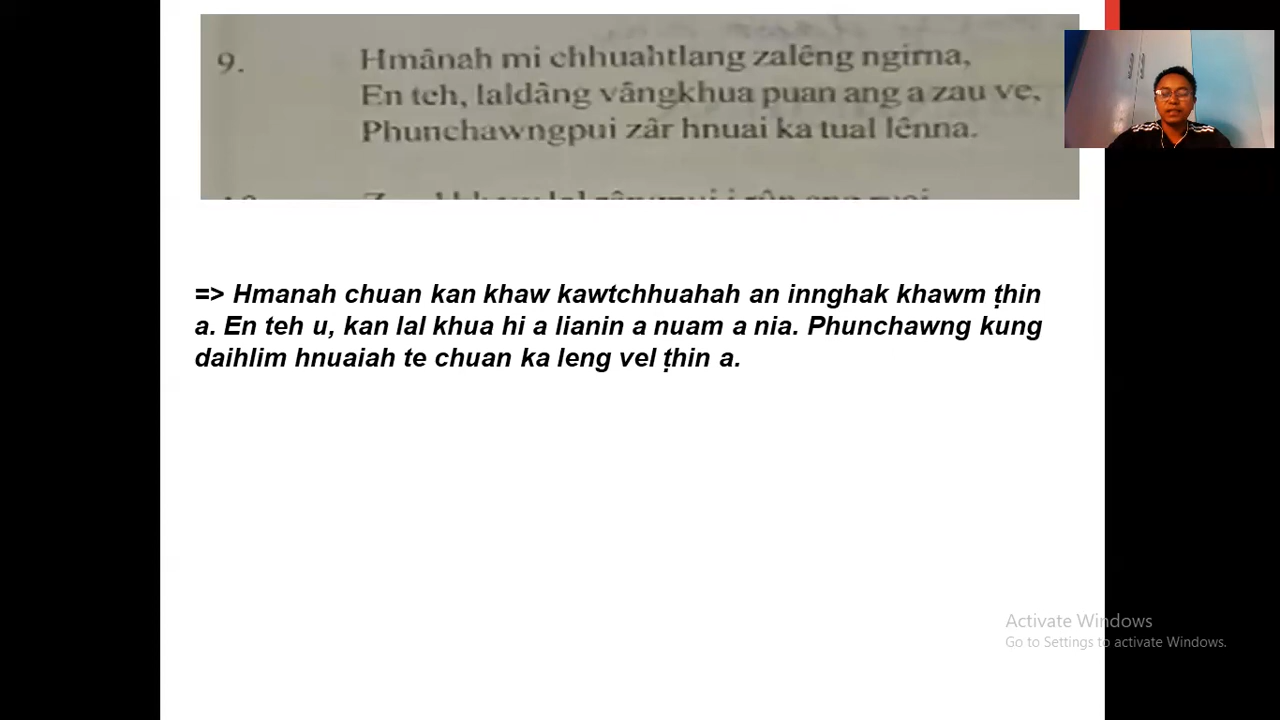 9.
Hmânah mi chhuahtlang zalêng ngirna,
En teh, laldâng vângkhua puan ang a zau ve,
Phunchawngpui zâr hnuai ka tual lênna.
=> Hmanah chuan kan khaw kawtchhuahah an innghak khawm ṭhin
a. En teh u, kan lal khua hi a lianin a nuam a nia. Phunchawng kung
daihlim hnuaiah te chuan ka leng vel ṭhin a.
Activate Windows
Go to Settings to activate Windows.